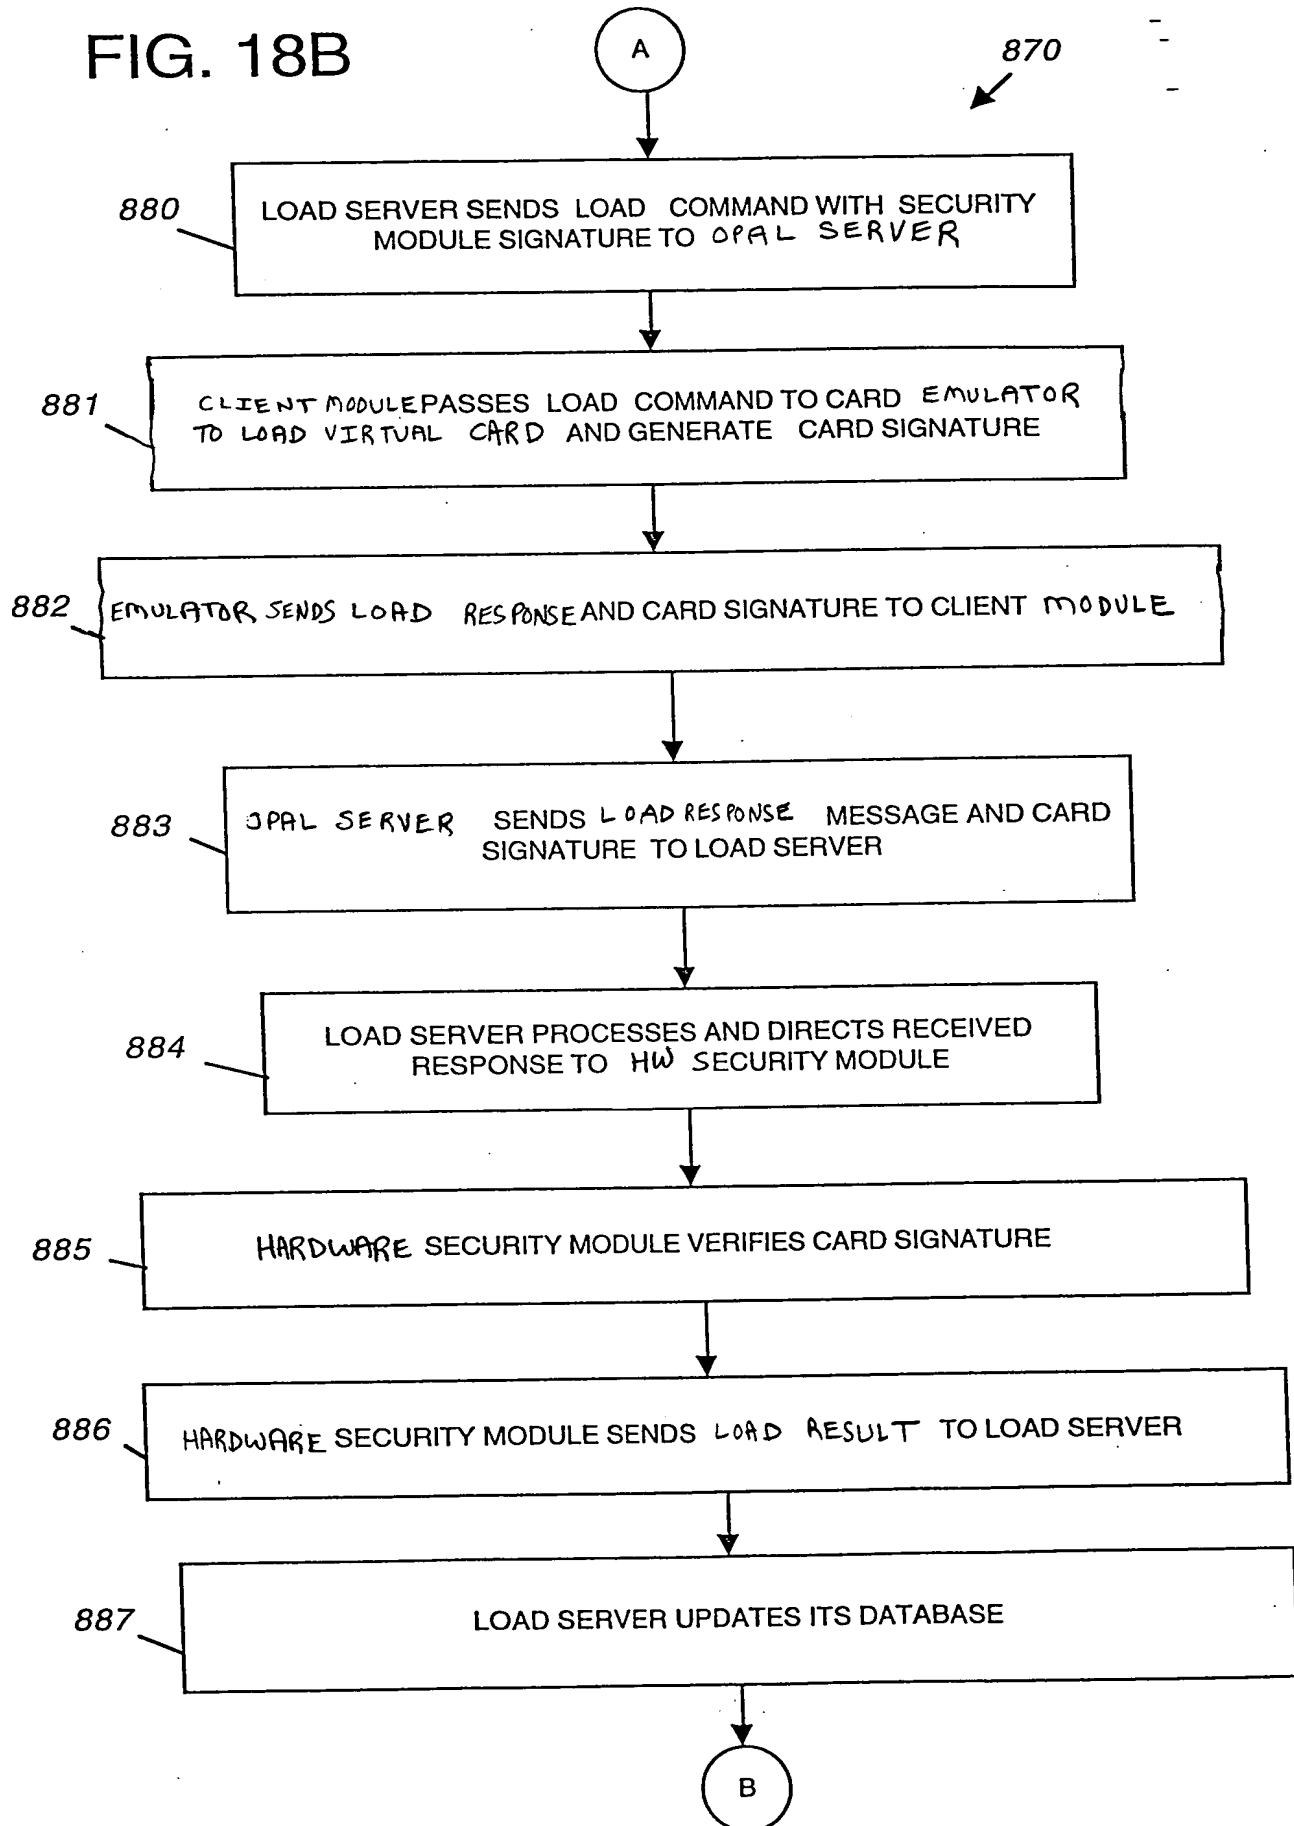 FIG. 18B
A
870
880
LOAD SERVER SENDS LOAD COMMAND WITH SECURITY
MODULE SIGNATURE TO OPAL SERVER
881
CLIENT MODULE PASSES LOAD COMMAND TO CARD EMULATOR
TO LOAD VIRTUAL CARD AND GENERATE CARD SIGNATURE
882
EMULATOR SENDS LOAD RESPONSE AND CARD SIGNATURE TO CLIENT MODULE
883
OPAL SERVER SENDS LOAD RESPONSE MESSAGE AND CARD
SIGNATURE TO LOAD SERVER
884
LOAD SERVER PROCESSES AND DIRECTS RECEIVED
RESPONSE TO HW SECURITY MODULE
885
HARDWARE SECURITY MODULE VERIFIES CARD SIGNATURE
886
HARDWARE SECURITY MODULE SENDS LOAD RESULT TO LOAD SERVER
887
LOAD SERVER UPDATES ITS DATABASE
B